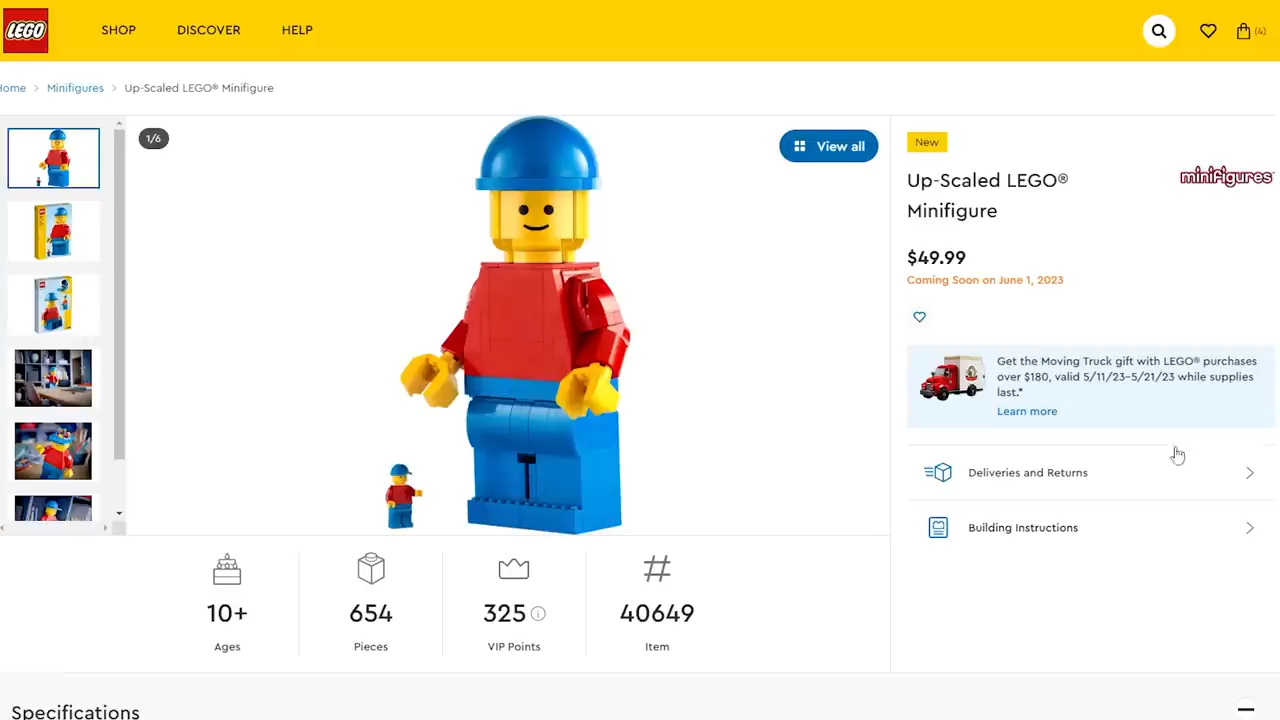 LEGO
SHOP
DISCOVER
HELP
(4)
Home
Minifigures
Up-Scaled LEGO® Minifigure
1/6
View all
New
Up-Scaled LEGO®
Minifigure
minifigures
$49.99
Coming Soon on June 1, 2023
Get the Moving Truck gift with LEGO® purchases
over $180, valid 5/11/23-5/21/23 while supplies
last.*
Learn more
Deliveries and Returns
Building Instructions
10+
Ages
654
Pieces
325
VIP Points
40649
Item
Specifications